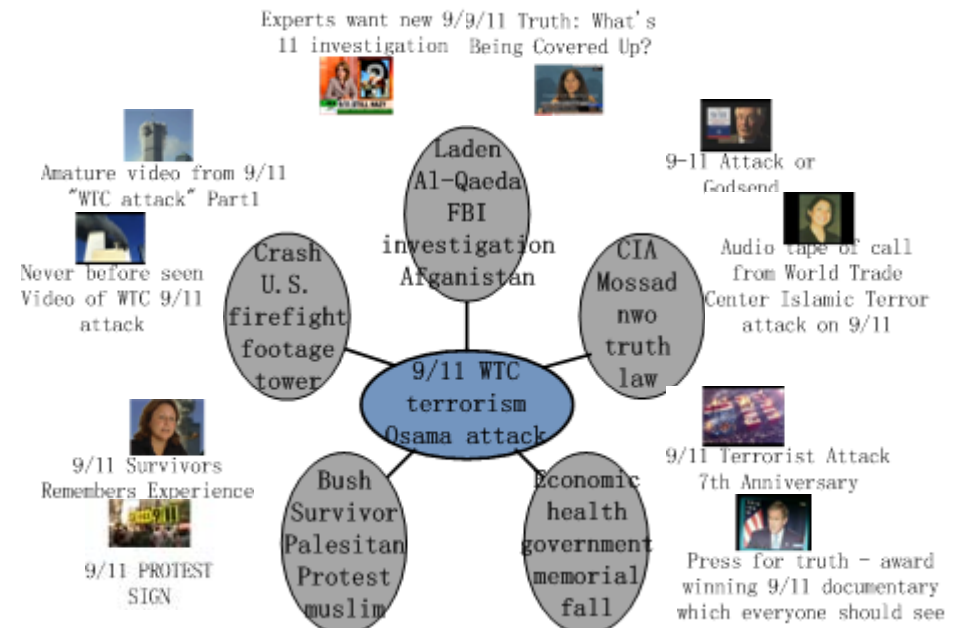 Experts want new 9/
11 investigation
9/11 Truth: What's
Being Covered Up?
Amature video from 9/11
"WTC attack" Part1
Never before seen
Video of WTC 9/11
attack
Laden
Al-Qaeda
FBI
investigation
Afganistan
9-11 Attack or
Godsend
Audio tape of call
from World Trade
Center Islamic Terror
attack on 9/11
Crash
U.S.
firefight
footage
tower
CIA
Mossad
nwo
truth
law
9/11 WTC
terrorism
Osama attack
9/11 Survivors
Remembers Experience
9/11 PROTEST
SIGN
Bush
Survivor
Palesitan
Protest
muslim
Economic
health
government
memorial
fall
9/11 Terrorist Attack
7th Anniversary
Press for truth - award
winning 9/11 documentary
which everyone should see